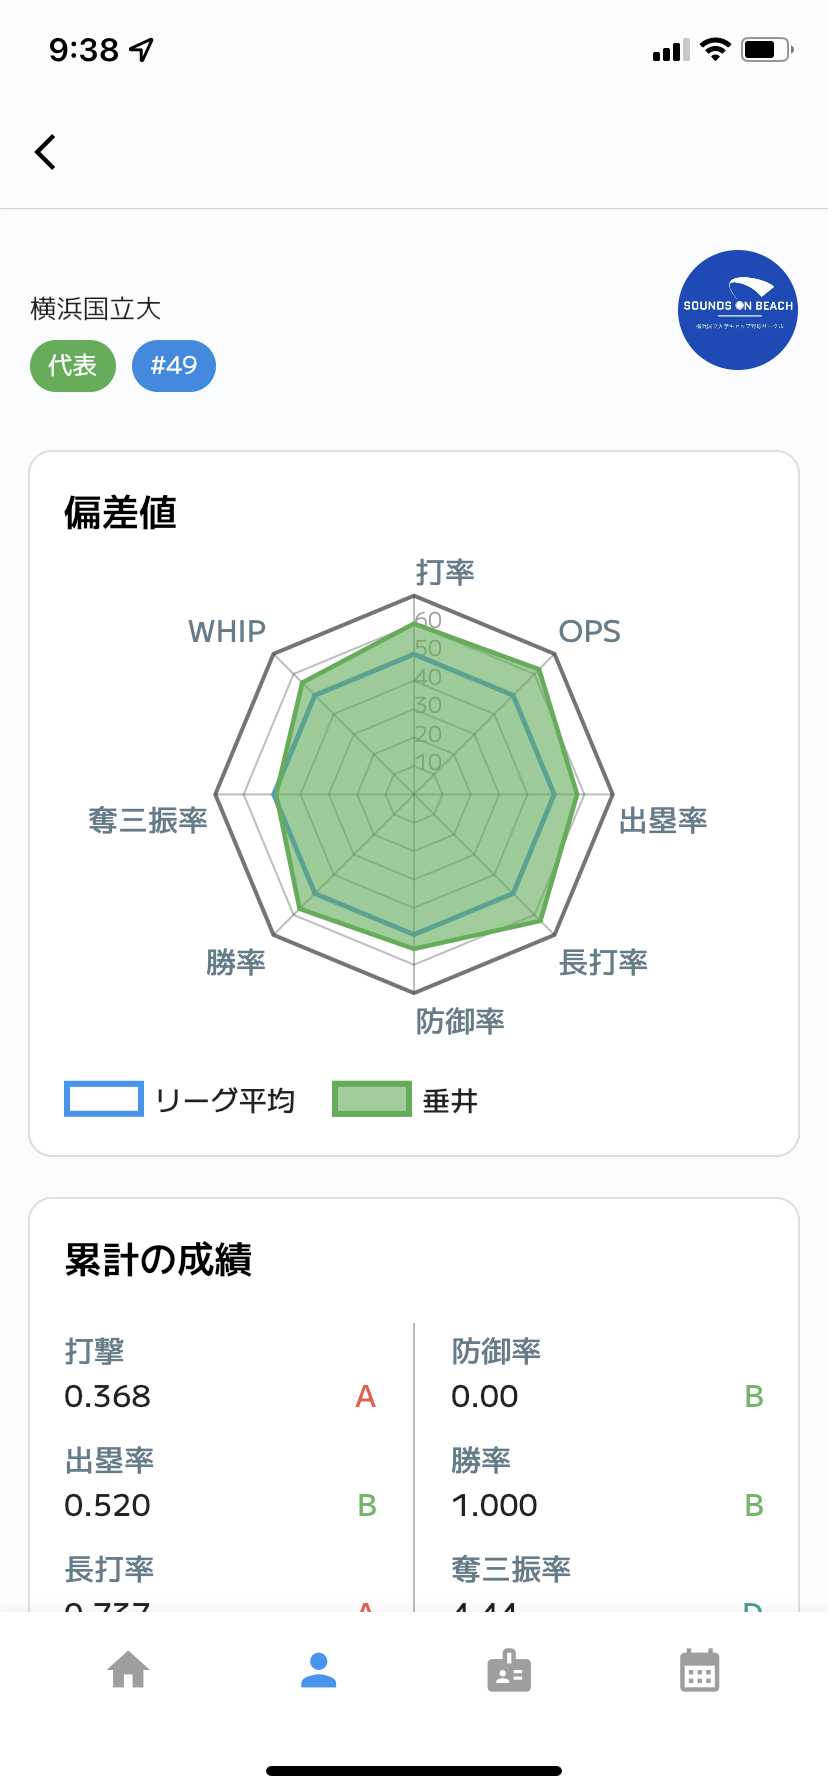 9:38
横浜国立大
代表 #49
SOUNDS ON BEACH
偏差値
打率
WHIP OPS
60
50
40
30
20
10
奪三振率 出塁率
勝率 長打率
防御率
リーグ平均 垂井
累計の成績
打撃 防御率
0.368 A 0.00 B
出塁率 勝率
0.520 B 1.000 B
長打率 奪三振率
0.737 A 4.44 D